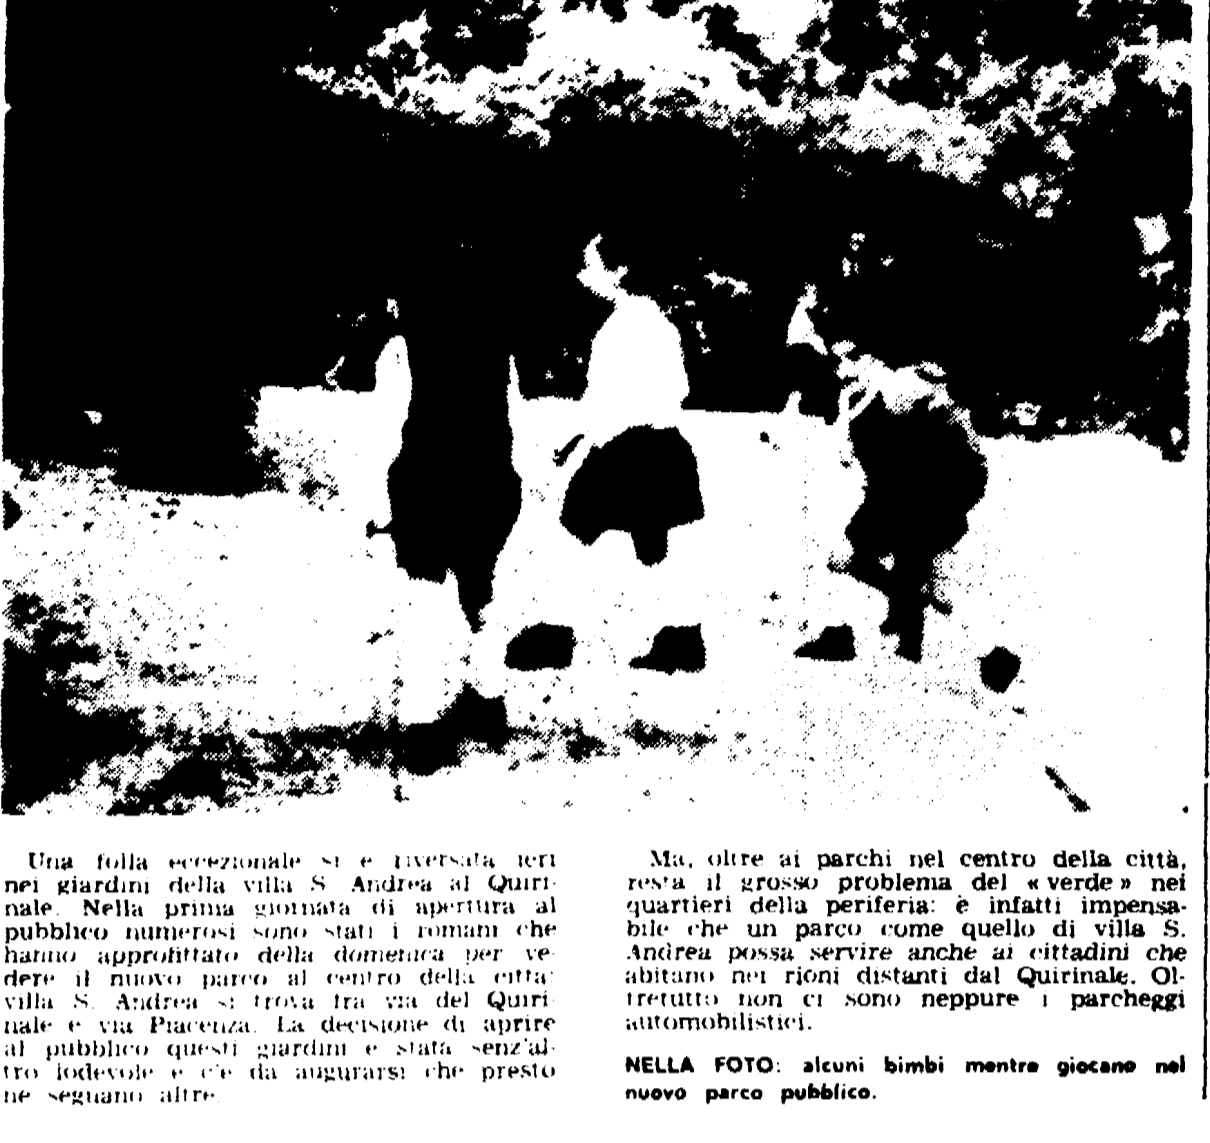 Una folla eccezionale si è riversata ieri
nei giardini della villa S. Andrea al Quiri-
nale. Nella prima giornata di apertura al
pubblico numerosi sono stati i romani che
hanno approfittato della domenica per ve-
dere il nuovo parco al centro della città:
villa S. Andrea si trova tra via del Quiri-
nale e via Piacenza. La decisione di aprire
al pubblico questi giardini è stata senz'al-
tro lodevole e c'è da augurarsi che presto
ne seguano altre.
Ma, oltre ai parchi nel centro della città,
resta il grosso problema del « verde » nei
quartieri della periferia: è infatti impensa-
bile che un parco come quello di villa S.
Andrea possa servire anche ai cittadini che
abitano nei rioni distanti dal Quirinale. Ol-
tretutto non ci sono neppure i parcheggi
automobilistici.
NELLA FOTO: alcuni bimbi mentre giocano nel
nuovo parco pubblico.